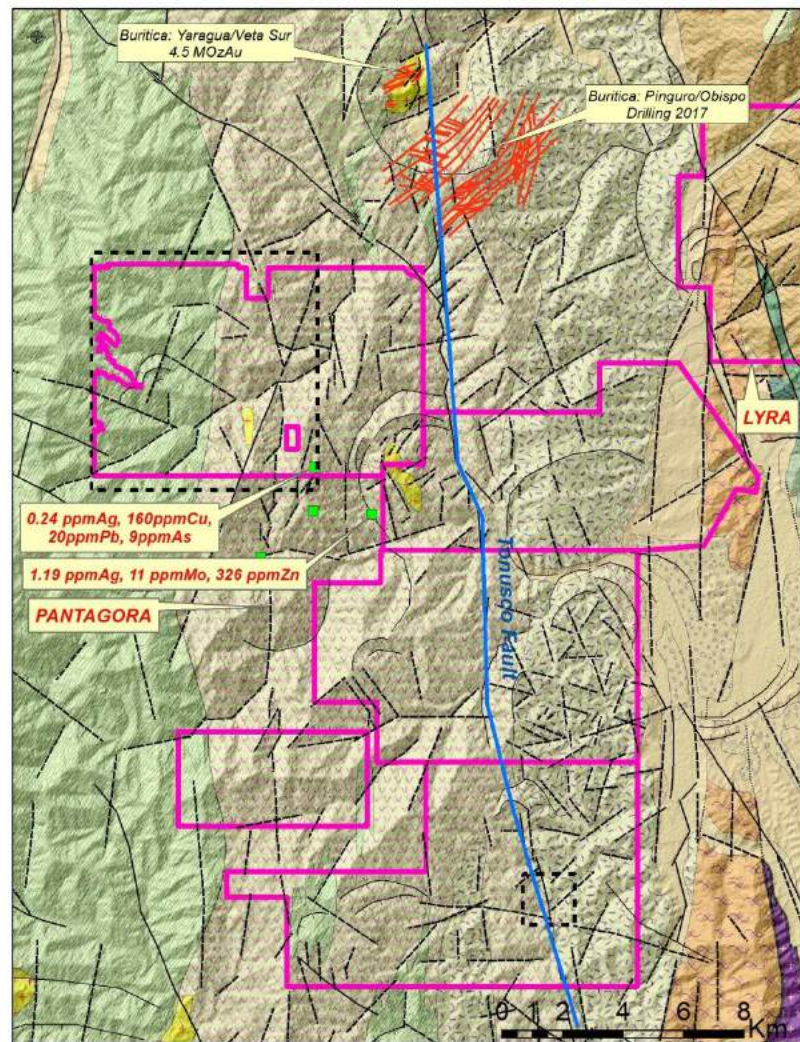 Buritica: Yaragua/Veta Sur
4.5 MOzAu
Buritica: Pinguro/Obispo
Drilling 2017
LYRA
0.24 ppmAg, 160ppmCu,
20ppmPb, 9ppmAs
1.19 ppmAg, 11 ppmMo, 326 ppmZn
PANTAGORA
Tonusco Fault
0 1 2 4 6 8
Km